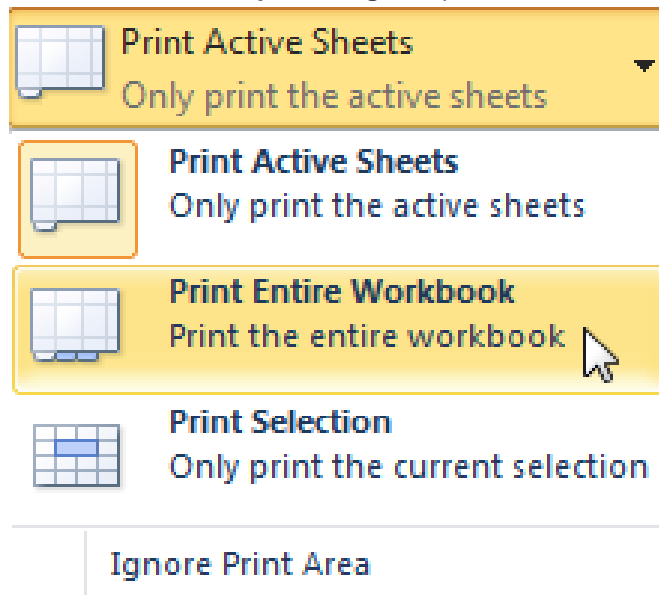 Print Active Sheets
Only print the active sheets
Print Active Sheets
Only print the active sheets
Print Entire Workbook
Print the entire workbook
Print Selection
Only print the current selection
Ignore Print Area